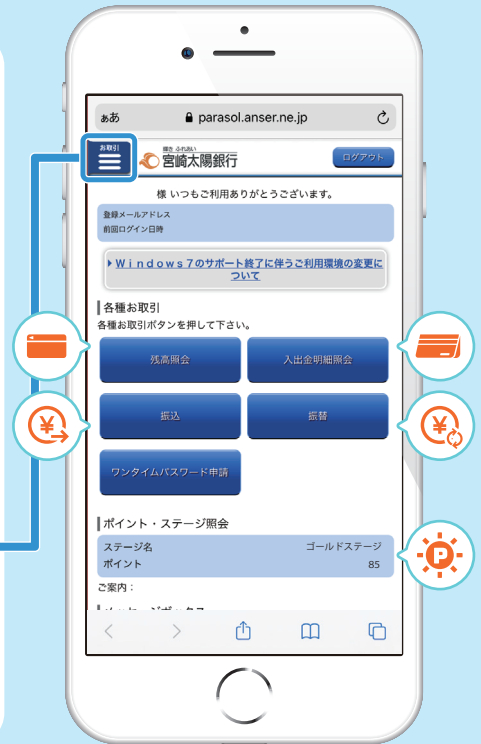 ぁあ parasol.anser.ne.jp
お取引
輝き ふれあい
宮崎太陽銀行
ログアウト
様 いつもご利用ありがとうございます。
登録メールアドレス
前回ログイン日時
Windows7のサポート終了に伴うご利用環境の変更に
ついて
各種お取引
各種お取引ボタンを押して下さい。
残高照会 入出金明細照会
振込 振替
ワンタイムパスワード申請
ポイント・ステージ照会
ステージ名 ゴールドステージ
ポイント 85
ご案内：
¥ ¥
P